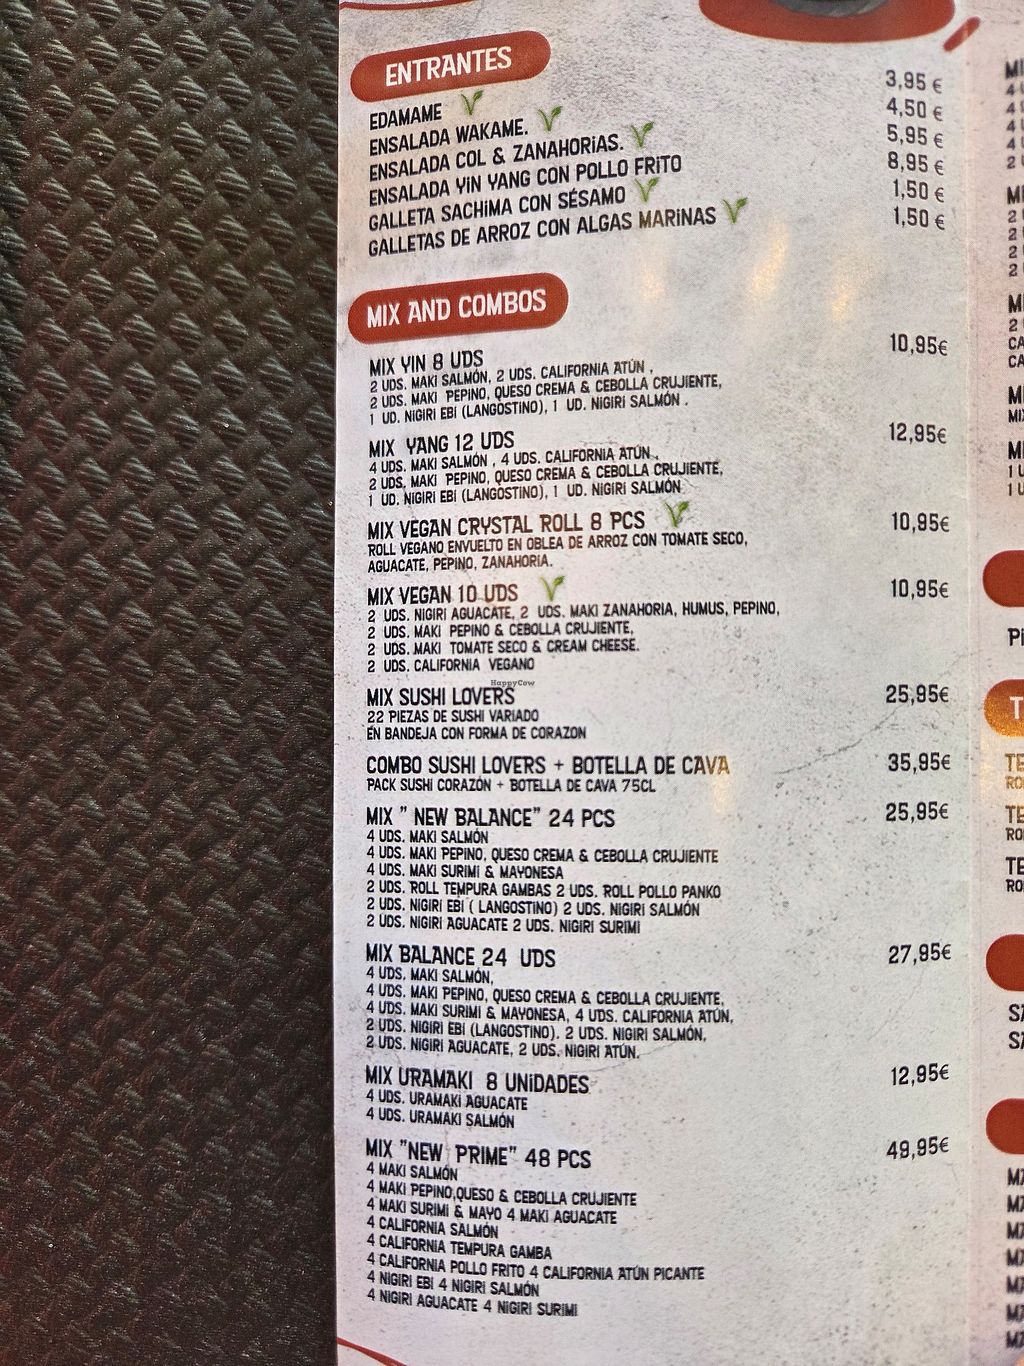 ENTRANTES
EDAMAME 3,95 €
ENSALADA WAKAME. 4,50 €
ENSALADA COL & ZANAHORIAS. 5,95 €
ENSALADA YIN YANG CON POLLO FRITO 8,95 €
GALLETA SACHIMA CON SÉSAMO 1,50 €
GALLETAS DE ARROZ CON ALGAS MARINAS 1,50 €
MIX AND COMBOS
MIX YIN 8 UDS 10,95€
2 UDS. MAKI SALMÓN, 2 UDS. CALIFORNIA ATÚN ,
2 UDS. MAKI PEPINO, QUESO CREMA & CEBOLLA CRUJIENTE,
1 UD. NIGIRI EBI (LANGOSTINO), 1 UD. NIGIRI SALMÓN .
MIX YANG 12 UDS 12,95€
4 UDS. MAKI SALMÓN , 4 UDS. CALIFORNIA ATÚN ,
2 UDS. MAKI PEPINO, QUESO CREMA & CEBOLLA CRUJIENTE,
1 UD. NIGIRI EBI (LANGOSTINO), 1 UD. NIGIRI SALMÓN
MIX VEGAN CRYSTAL ROLL 8 PCS 10,95€
ROLL VEGANO ENVUELTO EN OBLEA DE ARROZ CON TOMATE SECO,
AGUACATE, PEPINO, ZANAHORIA.
MIX VEGAN 10 UDS 10,95€
2 UDS. NIGIRI AGUACATE, 2 UDS. MAKI ZANAHORIA, HUMUS, PEPINO,
2 UDS. MAKI PEPINO & CEBOLLA CRUJIENTE,
2 UDS. MAKI TOMATE SECO & CREAM CHEESE.
2 UDS. CALIFORNIA VEGANO
HappyCow
MIX SUSHI LOVERS 25,95€
22 PIEZAS DE SUSHI VARIADO
EN BANDEJA CON FORMA DE CORAZON
COMBO SUSHI LOVERS + BOTELLA DE CAVA 35,95€
PACK SUSHI CORAZÓN + BOTELLA DE CAVA 75CL
MIX " NEW BALANCE" 24 PCS 25,95€
4 UDS. MAKI SALMÓN
4 UDS. MAKI PEPINO, QUESO CREMA & CEBOLLA CRUJIENTE
4 UDS. MAKI SURIMI & MAYONESA
2 UDS. ROLL TEMPURA GAMBAS 2 UDS. ROLL POLLO PANKO
2 UDS. NIGIRI EBI ( LANGOSTINO) 2 UDS. NIGIRI SALMÓN
2 UDS. NIGIRI AGUACATE 2 UDS. NIGIRI SURIMI
MIX BALANCE 24 UDS 27,95€
4 UDS. MAKI SALMÓN,
4 UDS. MAKI PEPINO, QUESO CREMA & CEBOLLA CRUJIENTE,
4 UDS. MAKI SURIMI & MAYONESA, 4 UDS. CALIFORNIA ATÚN,
2 UDS. NIGIRI EBI (LANGOSTINO). 2 UDS. NIGIRI SALMÓN,
2 UDS. NIGIRI AGUACATE, 2 UDS. NIGIRI ATÚN.
MIX URAMAKI 8 UNIDADES 12,95€
4 UDS. URAMAKI AGUACATE
4 UDS. URAMAKI SALMÓN
MIX "NEW PRIME" 48 PCS 49,95€
4 MAKI SALMÓN
4 MAKI PEPINO,QUESO & CEBOLLA CRUJIENTE
4 MAKI SURIMI & MAYO 4 MAKI AGUACATE
4 CALIFORNIA SALMÓN
4 CALIFORNIA TEMPURA GAMBA
4 CALIFORNIA POLLO FRITO 4 CALIFORNIA ATÚN PICANTE
4 NIGIRI EBI 4 NIGIRI SALMÓN
4 NIGIRI AGUACATE 4 NIGIRI SURIMI